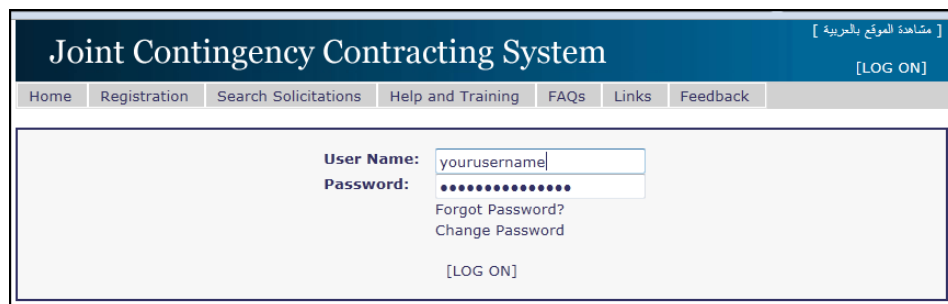 [ مشاهدة الموقع بالعربية ]
Joint Contingency Contracting System
[LOG ON]
Home Registration Search Solicitations Help and Training FAQs Links Feedback
User Name: yourusername
Password: •••••••••••••••
Forgot Password?
Change Password
[LOG ON]